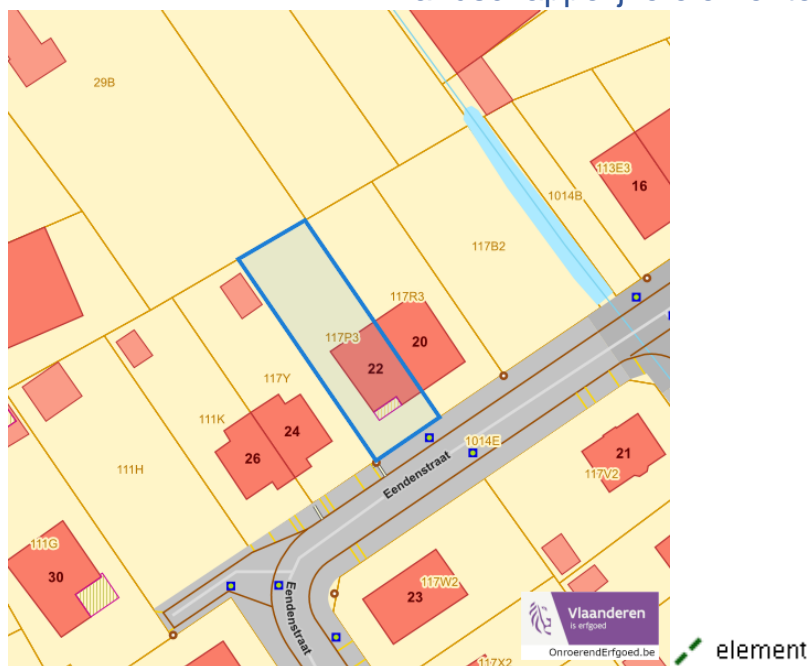 29B
113E3
16
1014B
117B2
117R3
117P3
20
22
117Y
111K
24
26
111H
1014E
Eendenstraat
21
117V2
111G
30
Eendenstraat
23
117W2
117X2
Vlaanderen
is erfgoed
OnroerendErfgoed.be
element